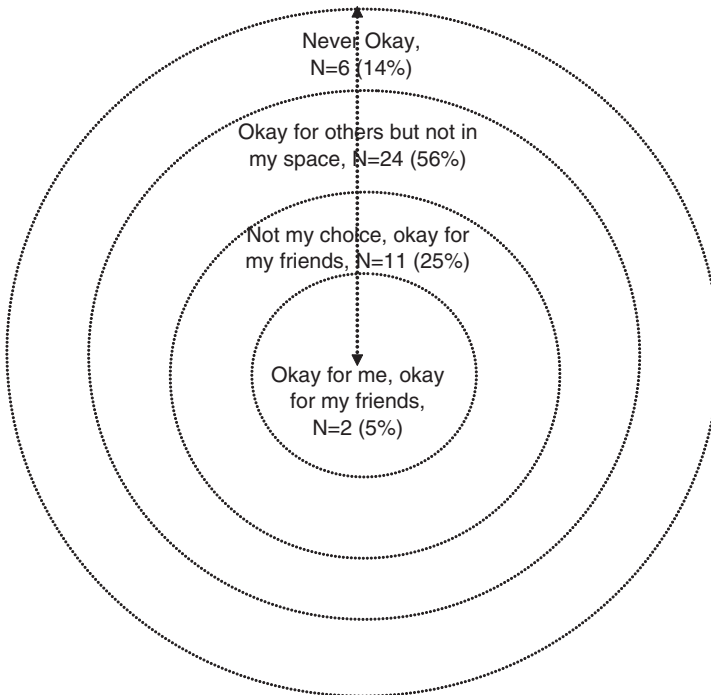 Never Okay,
N=6 (14%)
Okay for others but not in
my space, N=24 (56%)
Not my choice, okay for
my friends, N=11 (25%)
Okay for me, okay
for my friends,
N=2 (5%)